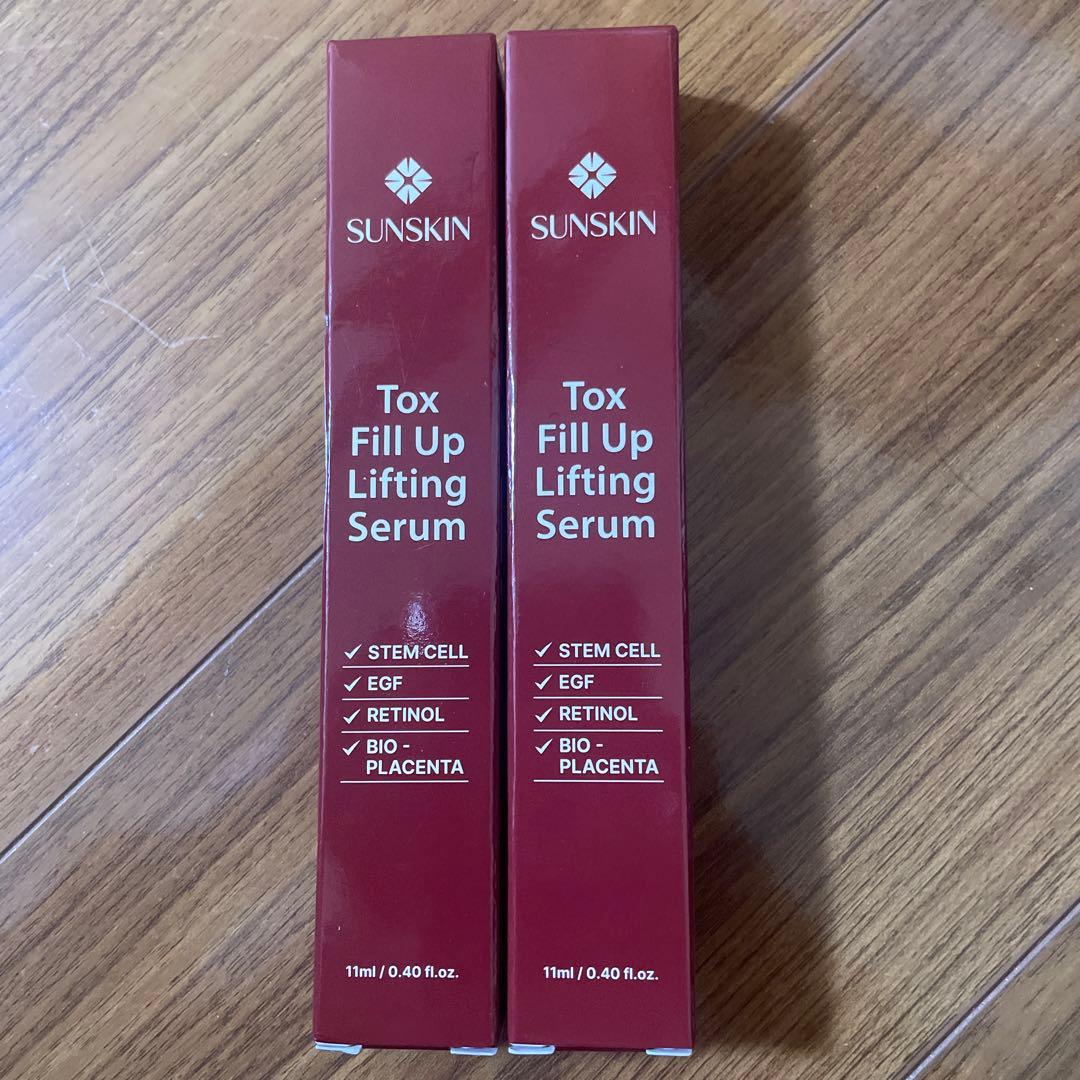 SUNSKIN
Tox
Fill Up
Lifting
Serum
STEM CELL
EGF
RETINOL
BIO -
PLACENTA
11ml / 0.40 fl.oz.
SUNSKIN
Tox
Fill Up
Lifting
Serum
STEM CELL
EGF
RETINOL
BIO -
PLACENTA
11ml / 0.40 fl.oz.